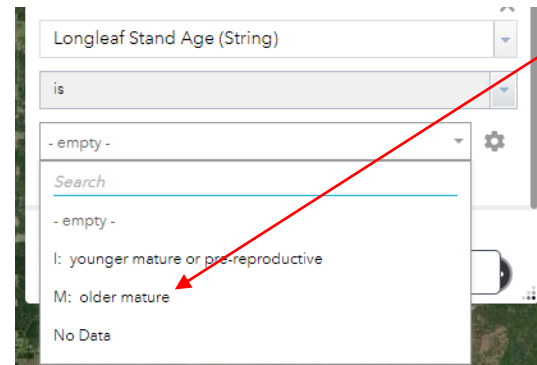 Longleaf Stand Age (String)
is
- empty -
Search
- empty -
I:  younger mature or pre-reproductive
M:  older mature
No Data